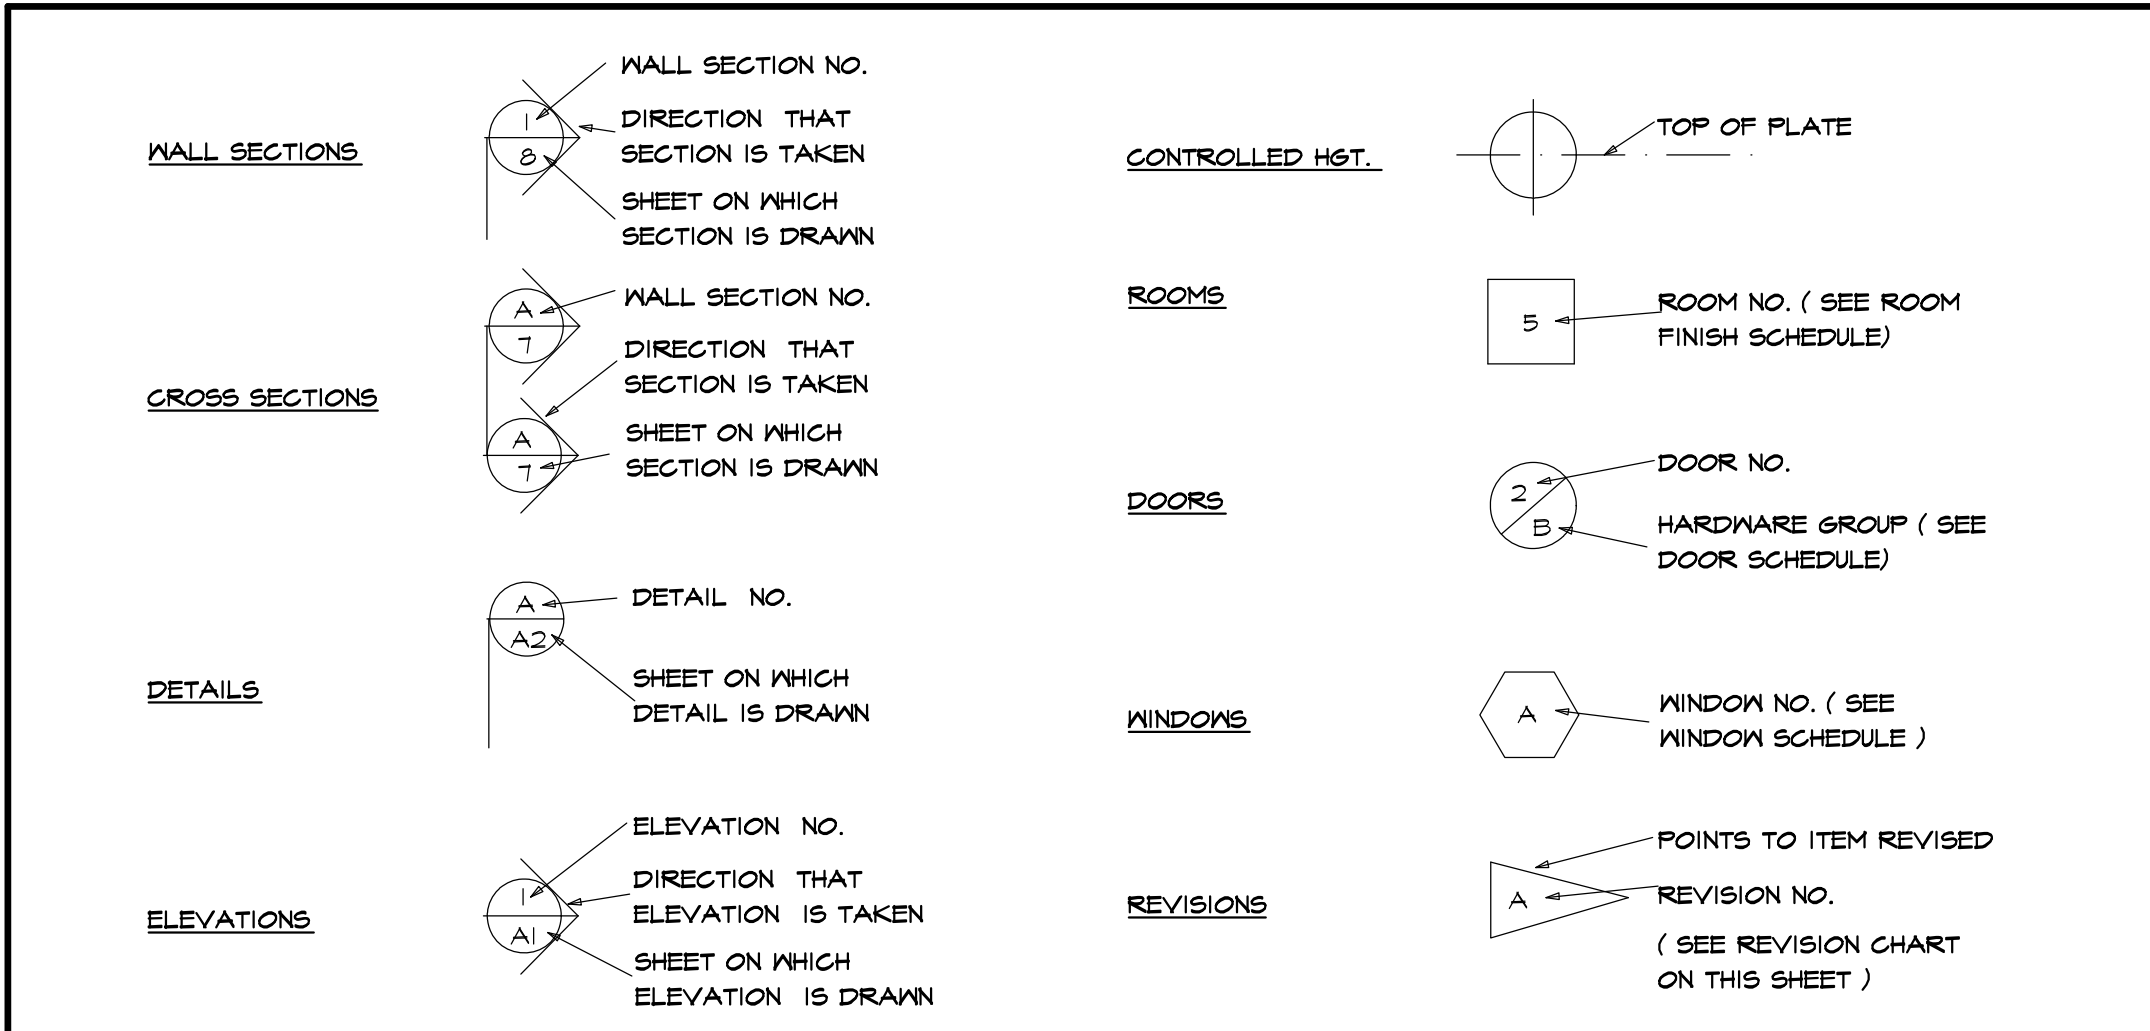 WALL SECTIONS
1
8
WALL SECTION NO.
DIRECTION THAT
SECTION IS TAKEN
SHEET ON WHICH
SECTION IS DRAWN
CROSS SECTIONS
A
7
A
7
WALL SECTION NO.
DIRECTION THAT
SECTION IS TAKEN
SHEET ON WHICH
SECTION IS DRAWN
DETAILS
A
A2
DETAIL NO.
SHEET ON WHICH
DETAIL IS DRAWN
ELEVATIONS
1
A1
ELEVATION NO.
DIRECTION THAT
ELEVATION IS TAKEN
SHEET ON WHICH
ELEVATION IS DRAWN
CONTROLLED HGT.
TOP OF PLATE
ROOMS
5
ROOM NO. ( SEE ROOM
FINISH SCHEDULE)
DOORS
2
B
DOOR NO.
HARDWARE GROUP ( SEE
DOOR SCHEDULE)
WINDOWS
A
WINDOW NO. ( SEE
WINDOW SCHEDULE )
REVISIONS
A
POINTS TO ITEM REVISED
REVISION NO.
( SEE REVISION CHART
ON THIS SHEET )